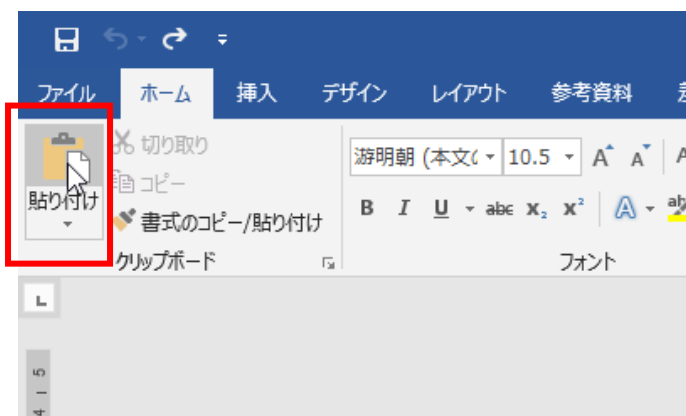 ファイル ホーム 挿入 デザイン レイアウト 参考資料
切り取り
コピー
貼り付け
書式のコピー/貼り付け
クリップボード
游明朝 (本文( 10.5 A A
B I U abc X₂ X² A ab
フォント
L
5
4